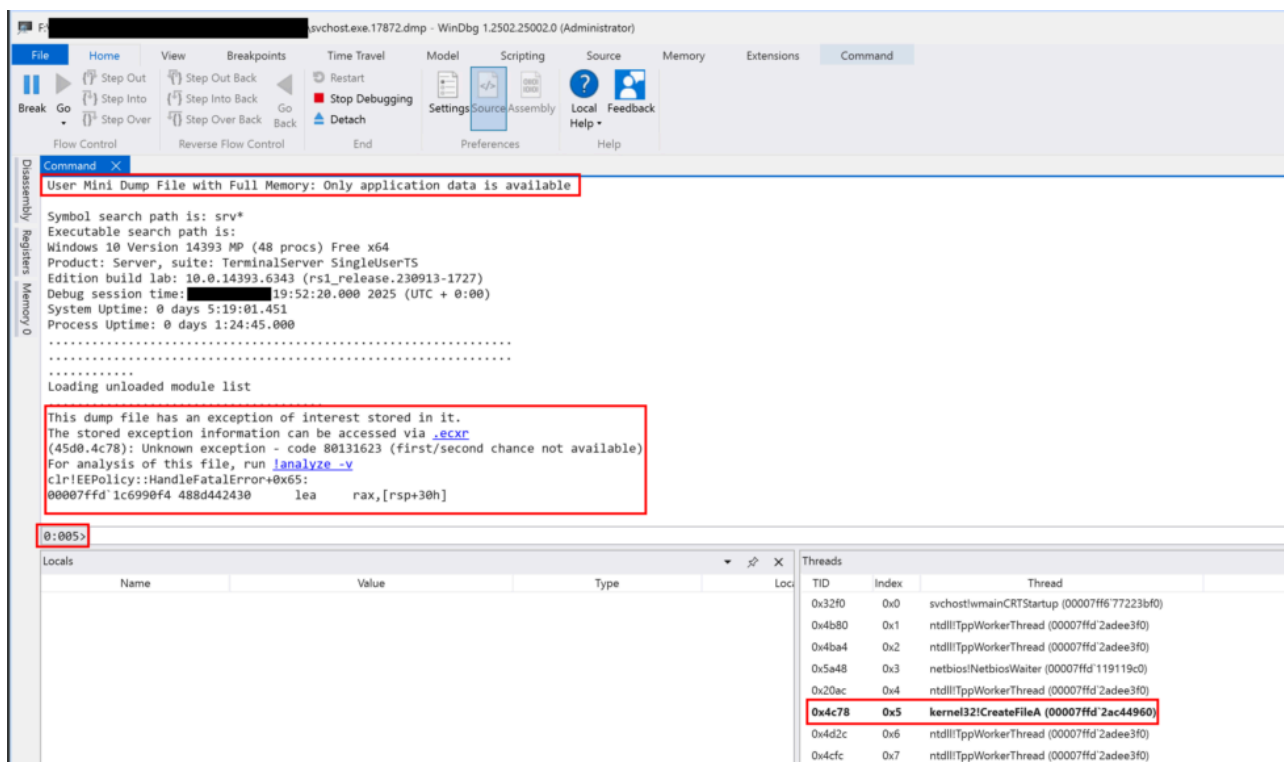 F:\ \svchost.exe.17872.dmp - WinDbg 1.2502.25002.0 (Administrator)
File Home View Breakpoints Time Travel Model Scripting Source Memory Extensions Command
Break Go Step Out Step Into Step Over
Flow Control
Step Out Back Step Into Back Step Over Back Go Back
Reverse Flow Control
Restart Stop Debugging Detach
End
Settings Source Assembly
Preferences
Local Help Feedback
Help
Disassembly Registers Memory 0
Command X
User Mini Dump File with Full Memory: Only application data is available
Symbol search path is: srv*
Executable search path is:
Windows 10 Version 14393 MP (48 procs) Free x64
Product: Server, suite: TerminalServer SingleUserTS
Edition build lab: 10.0.14393.6343 (rs1_release.230913-1727)
Debug session time: 19:52:20.000 2025 (UTC + 0:00)
System Uptime: 0 days 5:19:01.451
Process Uptime: 0 days 1:24:45.000
................................................................
................................................................
............
Loading unloaded module list
......................................
This dump file has an exception of interest stored in it.
The stored exception information can be accessed via .ecxr
(45d0.4c78): Unknown exception - code 80131623 (first/second chance not available)
For analysis of this file, run !analyze -v
clr!EEPolicy::HandleFatalError+0x65:
00007ffd`1c6990f4 488d442430 lea rax,[rsp+30h]
0:005>
Locals
Name Value Type Loca
Threads
TID Index Thread
0x32f0 0x0 svchost!wmainCRTStartup (00007ff6`77223bf0)
0x4b80 0x1 ntdll!TppWorkerThread (00007ffd`2adee3f0)
0x4ba4 0x2 ntdll!TppWorkerThread (00007ffd`2adee3f0)
0x5a48 0x3 netbios!NetbiosWaiter (00007ffd`119119c0)
0x20ac 0x4 ntdll!TppWorkerThread (00007ffd`2adee3f0)
0x4c78 0x5 kernel32!CreateFileA (00007ffd`2ac44960)
0x4d2c 0x6 ntdll!TppWorkerThread (00007ffd`2adee3f0)
0x4cfc 0x7 ntdll!TppWorkerThread (00007ffd`2adee3f0)